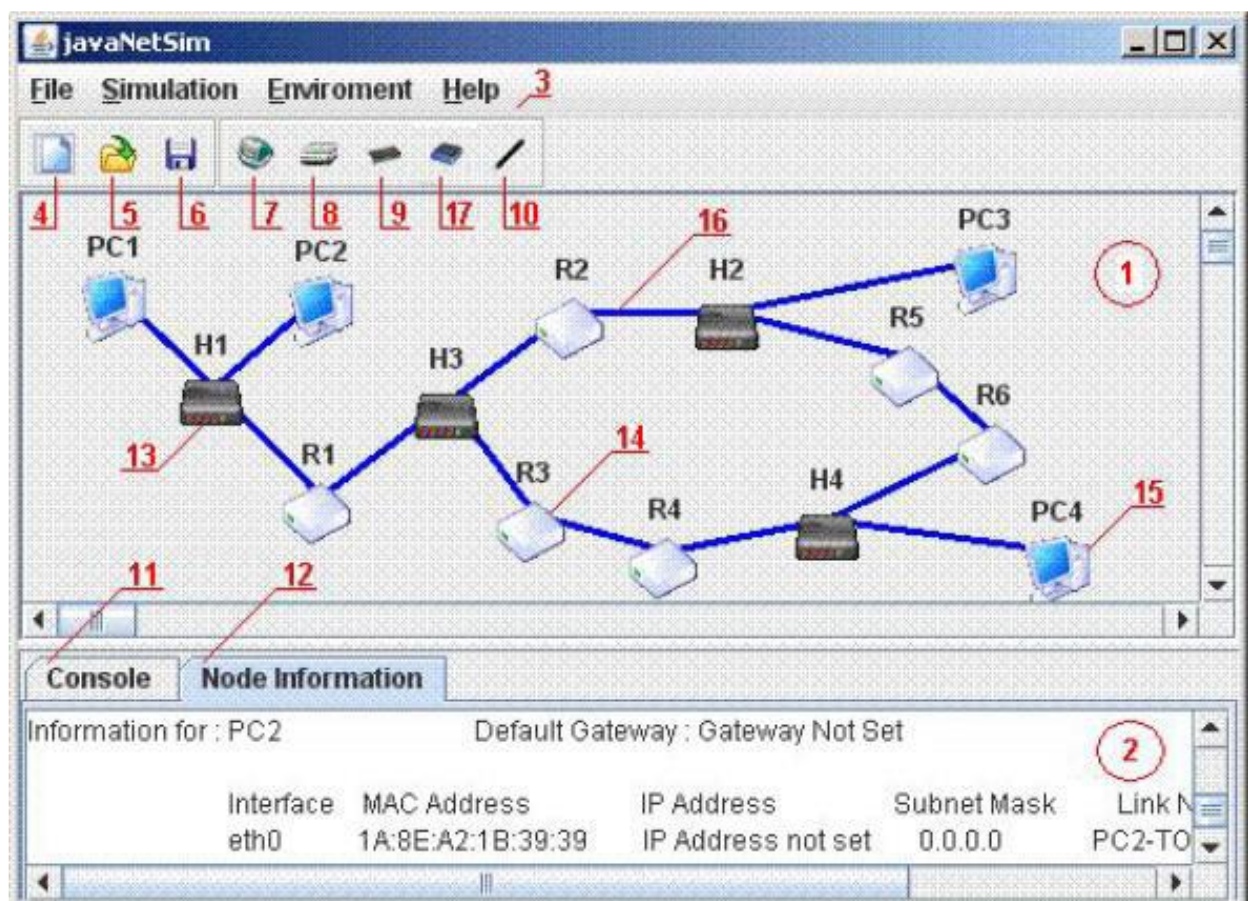 javaNetSim
File Simulation Enviroment Help 3
4 5 6 7 8 9 17 10
PC1 PC2 R2 16 H2 PC3 1
H1 H3 R5
R6
13 R1 R3 14 H4
R4 PC4 15
11 12
Console Node Information
Information for : PC2 Default Gateway : Gateway Not Set
2
Interface MAC Address IP Address Subnet Mask Link N
eth0 1A:8E:A2:1B:39:39 IP Address not set 0.0.0.0 PC2-TO